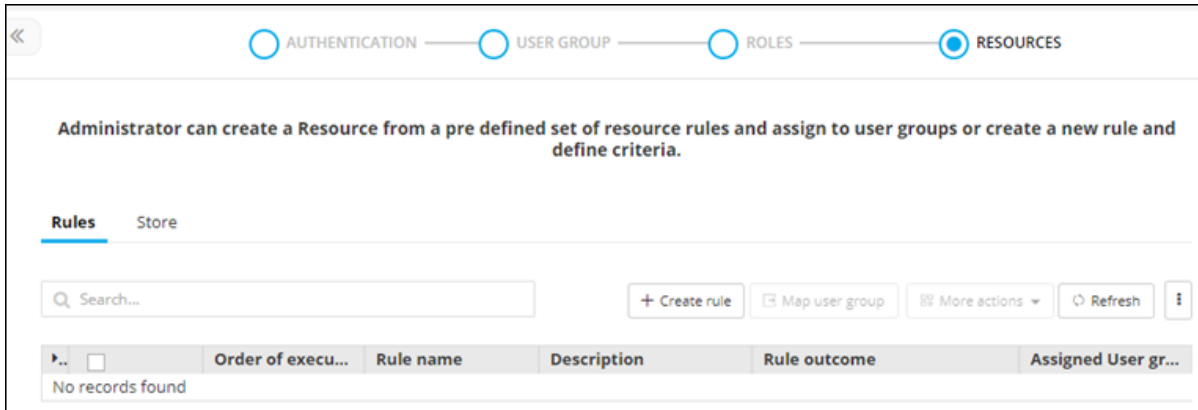 AUTHENTICATION USER GROUP ROLES RESOURCES
Administrator can create a Resource from a pre defined set of resource rules and assign to user groups or create a new rule and
define criteria.
Rules Store
Search... + Create rule Map user group More actions Refresh
.. Order of execu... Rule name Description Rule outcome Assigned User gr...
No records found